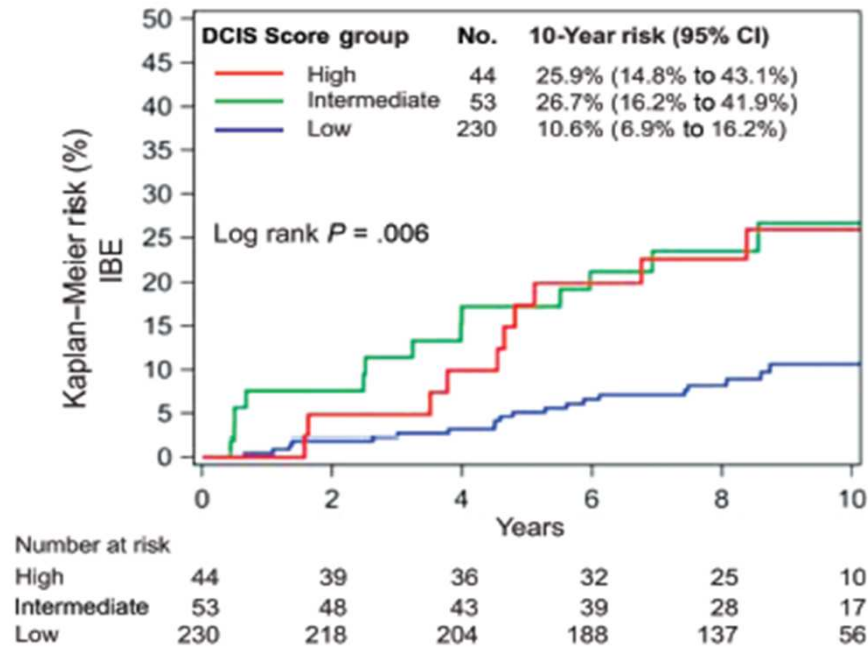 DCIS Score group No. 10-Year risk (95% CI)
High 44 25.9% (14.8% to 43.1%)
Intermediate 53 26.7% (16.2% to 41.9%)
Low 230 10.6% (6.9% to 16.2%)
Log rank P = .006
Kaplan–Meier risk (%)
IBE
50
45
40
35
30
25
20
15
10
5
0
0 2 4 6 8 10
Years
Number at risk
High 44 39 36 32 25 10
Intermediate 53 48 43 39 28 17
Low 230 218 204 188 137 56